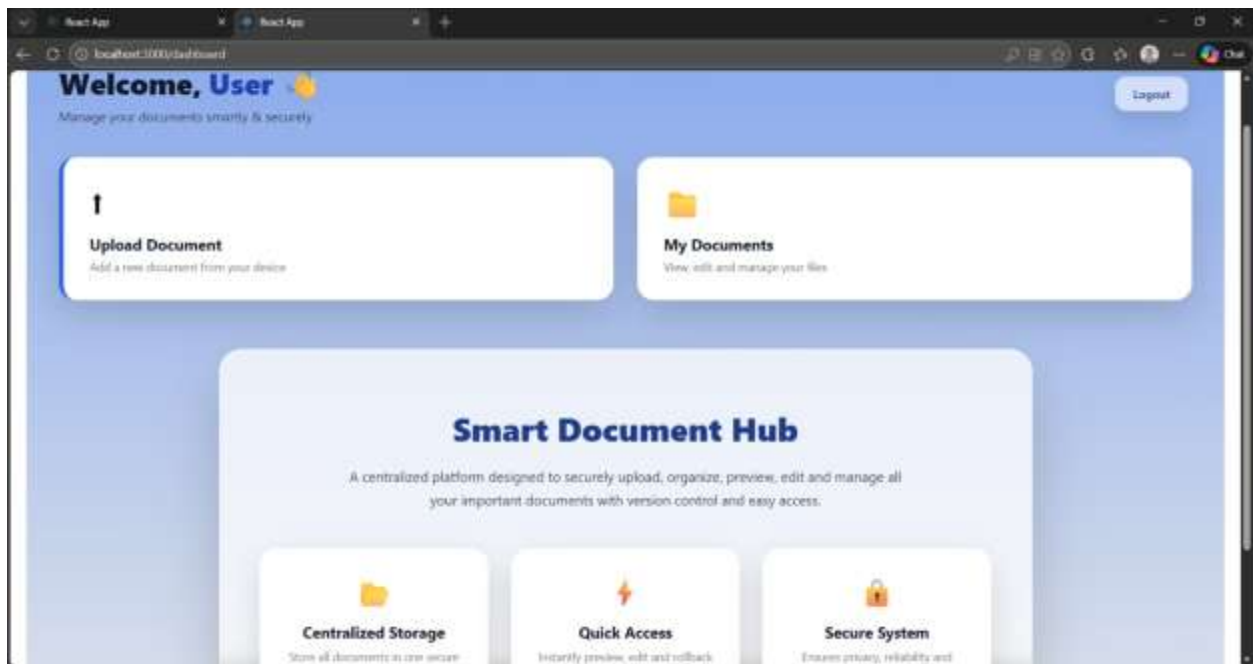 React App
React App
localhost:3000/dashboard
Chat
Welcome, User 👋
Logout
Manage your documents smartly & securely
Upload Document
Add a new document from your device
My Documents
View, edit and manage your files
Smart Document Hub
A centralized platform designed to securely upload, organize, preview, edit and manage all
your important documents with version control and easy access.
Centralized Storage
Store all documents in one secure
Quick Access
Instantly preview, edit and rollback
Secure System
Ensures privacy, reliability and